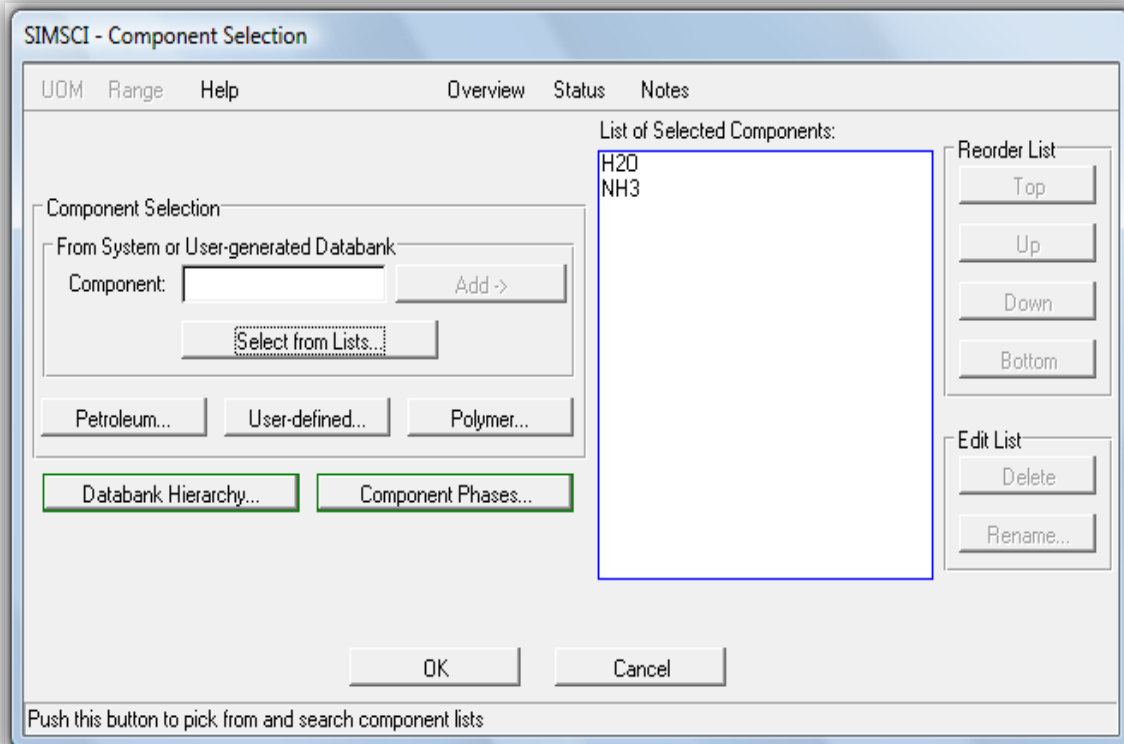 SIMSCI - Component Selection
UOM Range Help Overview Status Notes
List of Selected Components:
H2O
NH3
Reorder List
Top
Up
Down
Bottom
Component Selection
From System or User-generated Databank
Component:
Add ->
Select from Lists...
Petroleum... User-defined... Polymer...
Databank Hierarchy... Component Phases...
Edit List
Delete
Rename...
OK Cancel
Push this button to pick from and search component lists